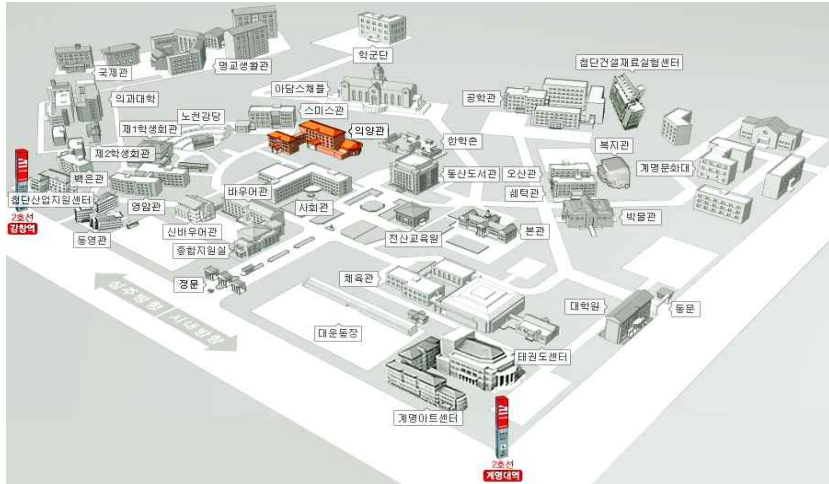 학군단
국제관
명교생활관
첨단건설재료실험센터
아담스채플
의과대학
공학관
노천강당
스미스관
제1학생회관
의양관
한학촌
복지관
제2학생회관
동산도서관
오산관
계명문화대
백은관
바우어관
쉐턱관
첨단산업지원센터
영암관
사회관
박물관
2호선
강창역
동영관
신바우어관
전산교육원
본관
종합지원실
정문
체육관
성주방향
시내방향
대학원
동문
대운동장
태권도센터
계명아트센터
2호선
계명대역